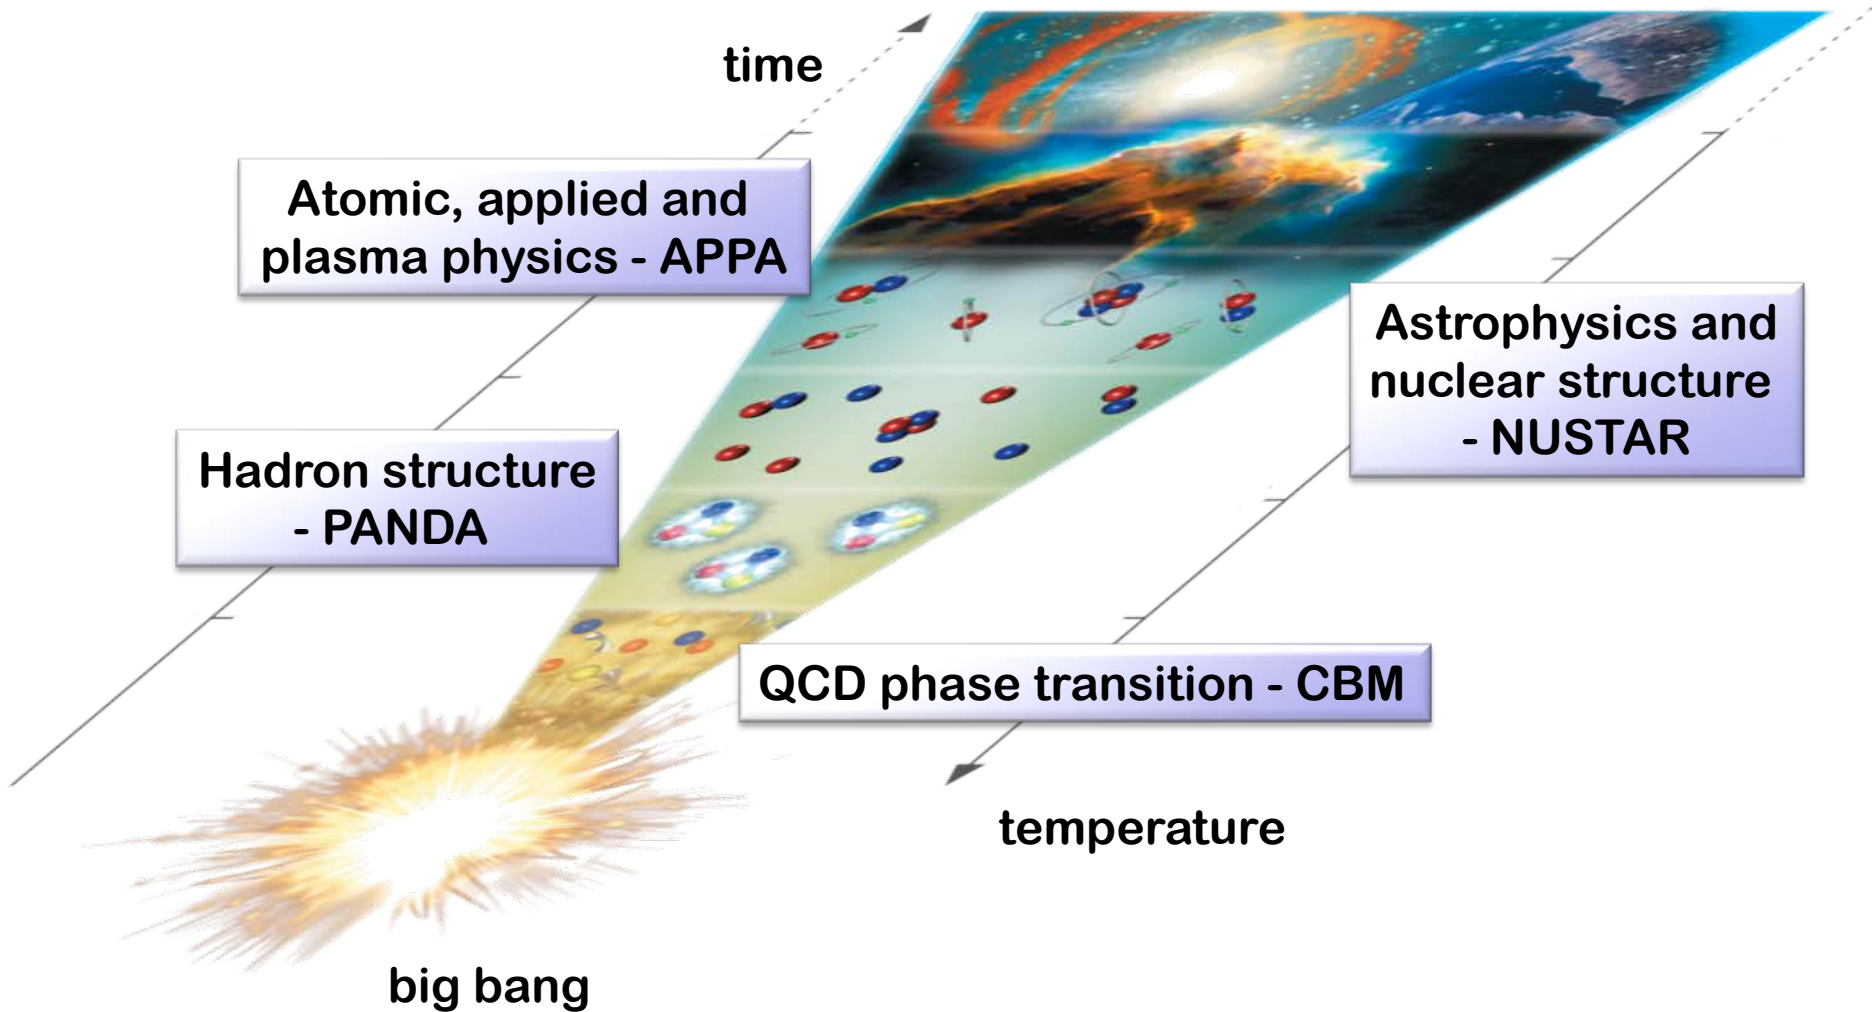 time
Atomic, applied and
plasma physics - APPA
Astrophysics and
nuclear structure
- NUSTAR
Hadron structure
- PANDA
QCD phase transition - CBM
temperature
big bang